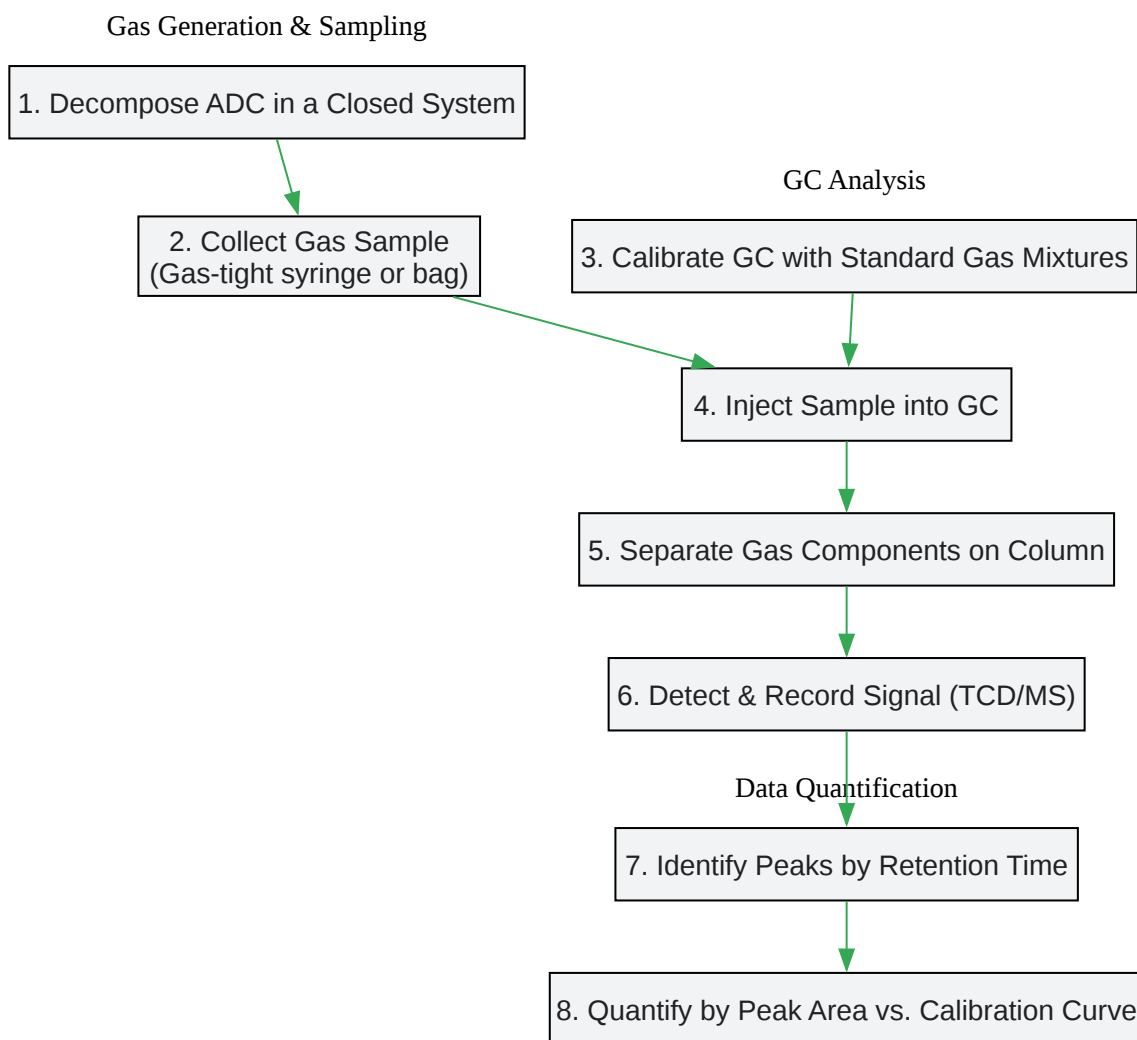 Gas Generation & Sampling
1. Decompose ADC in a Closed System
GC Analysis
2. Collect Gas Sample
(Gas-tight syringe or bag)
3. Calibrate GC with Standard Gas Mixtures
4. Inject Sample into GC
5. Separate Gas Components on Column
6. Detect & Record Signal (TCD/MS)
Data Quantification
7. Identify Peaks by Retention Time
8. Quantify by Peak Area vs. Calibration Curve